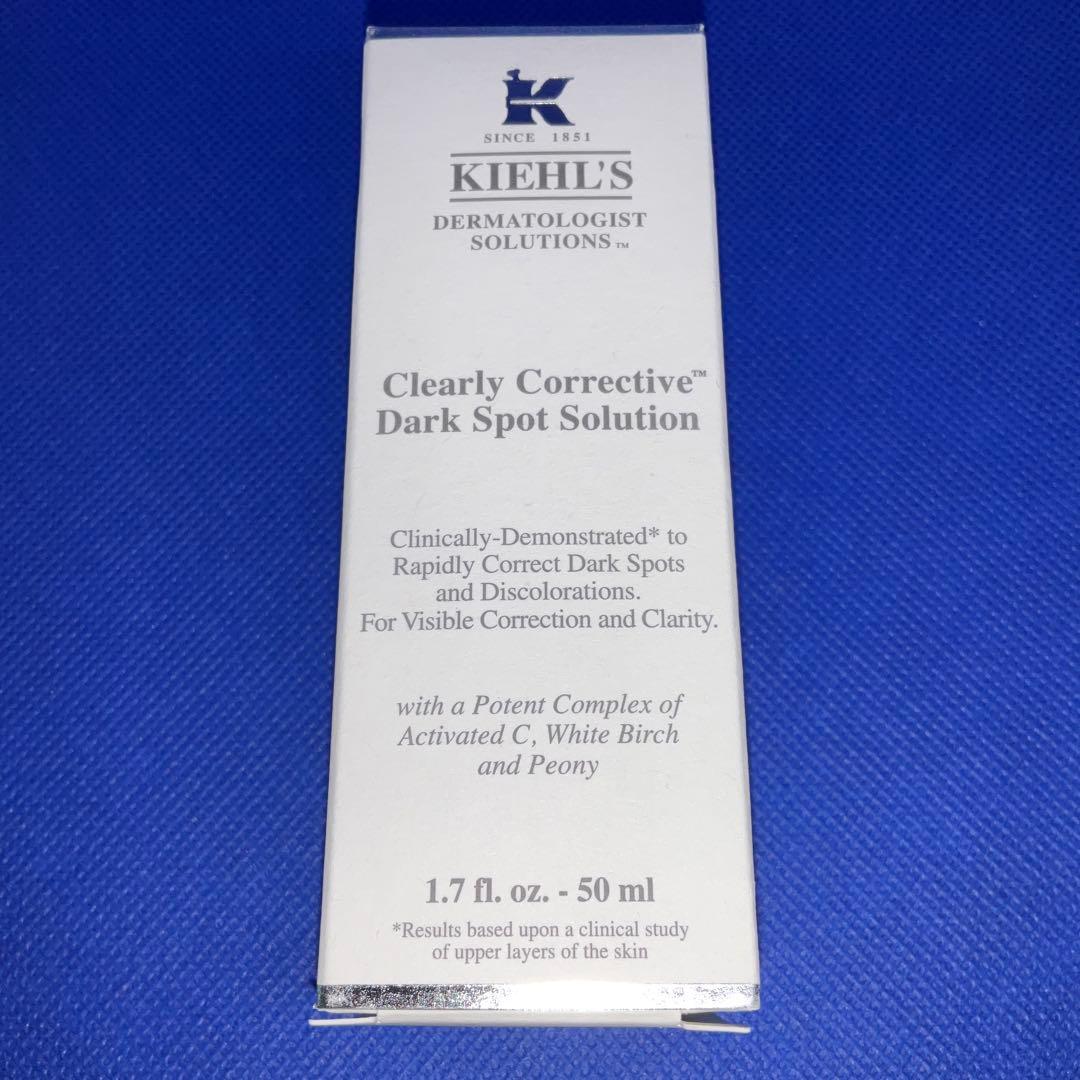 K
SINCE 1851
KIEHL'S
DERMATOLOGIST
SOLUTIONS™
Clearly Corrective™
Dark Spot Solution
Clinically-Demonstrated* to
Rapidly Correct Dark Spots
and Discolorations.
For Visible Correction and Clarity.
with a Potent Complex of
Activated C, White Birch
and Peony
1.7 fl. oz. - 50 ml
*Results based upon a clinical study
of upper layers of the skin